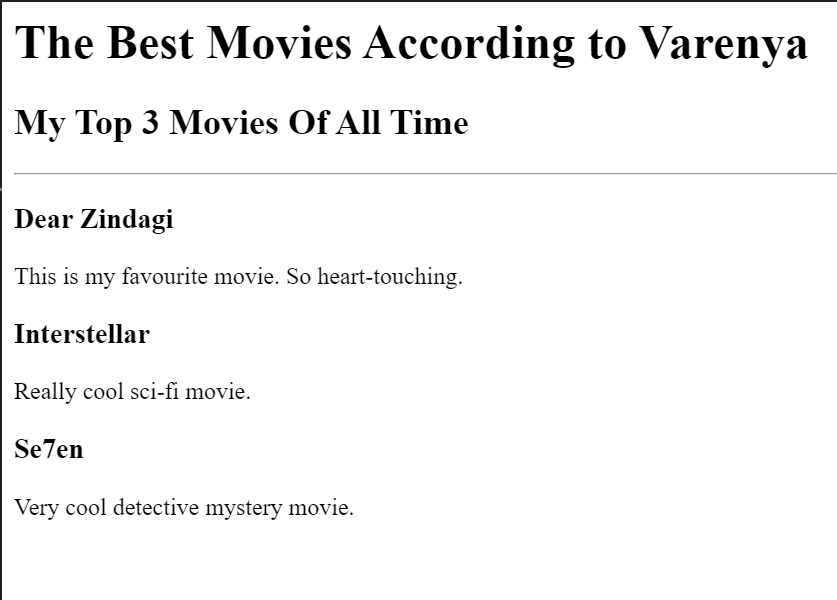 The Best Movies According to Varenya
My Top 3 Movies Of All Time
Dear Zindagi
This is my favourite movie. So heart-touching.
Interstellar
Really cool sci-fi movie.
Se7en
Very cool detective mystery movie.